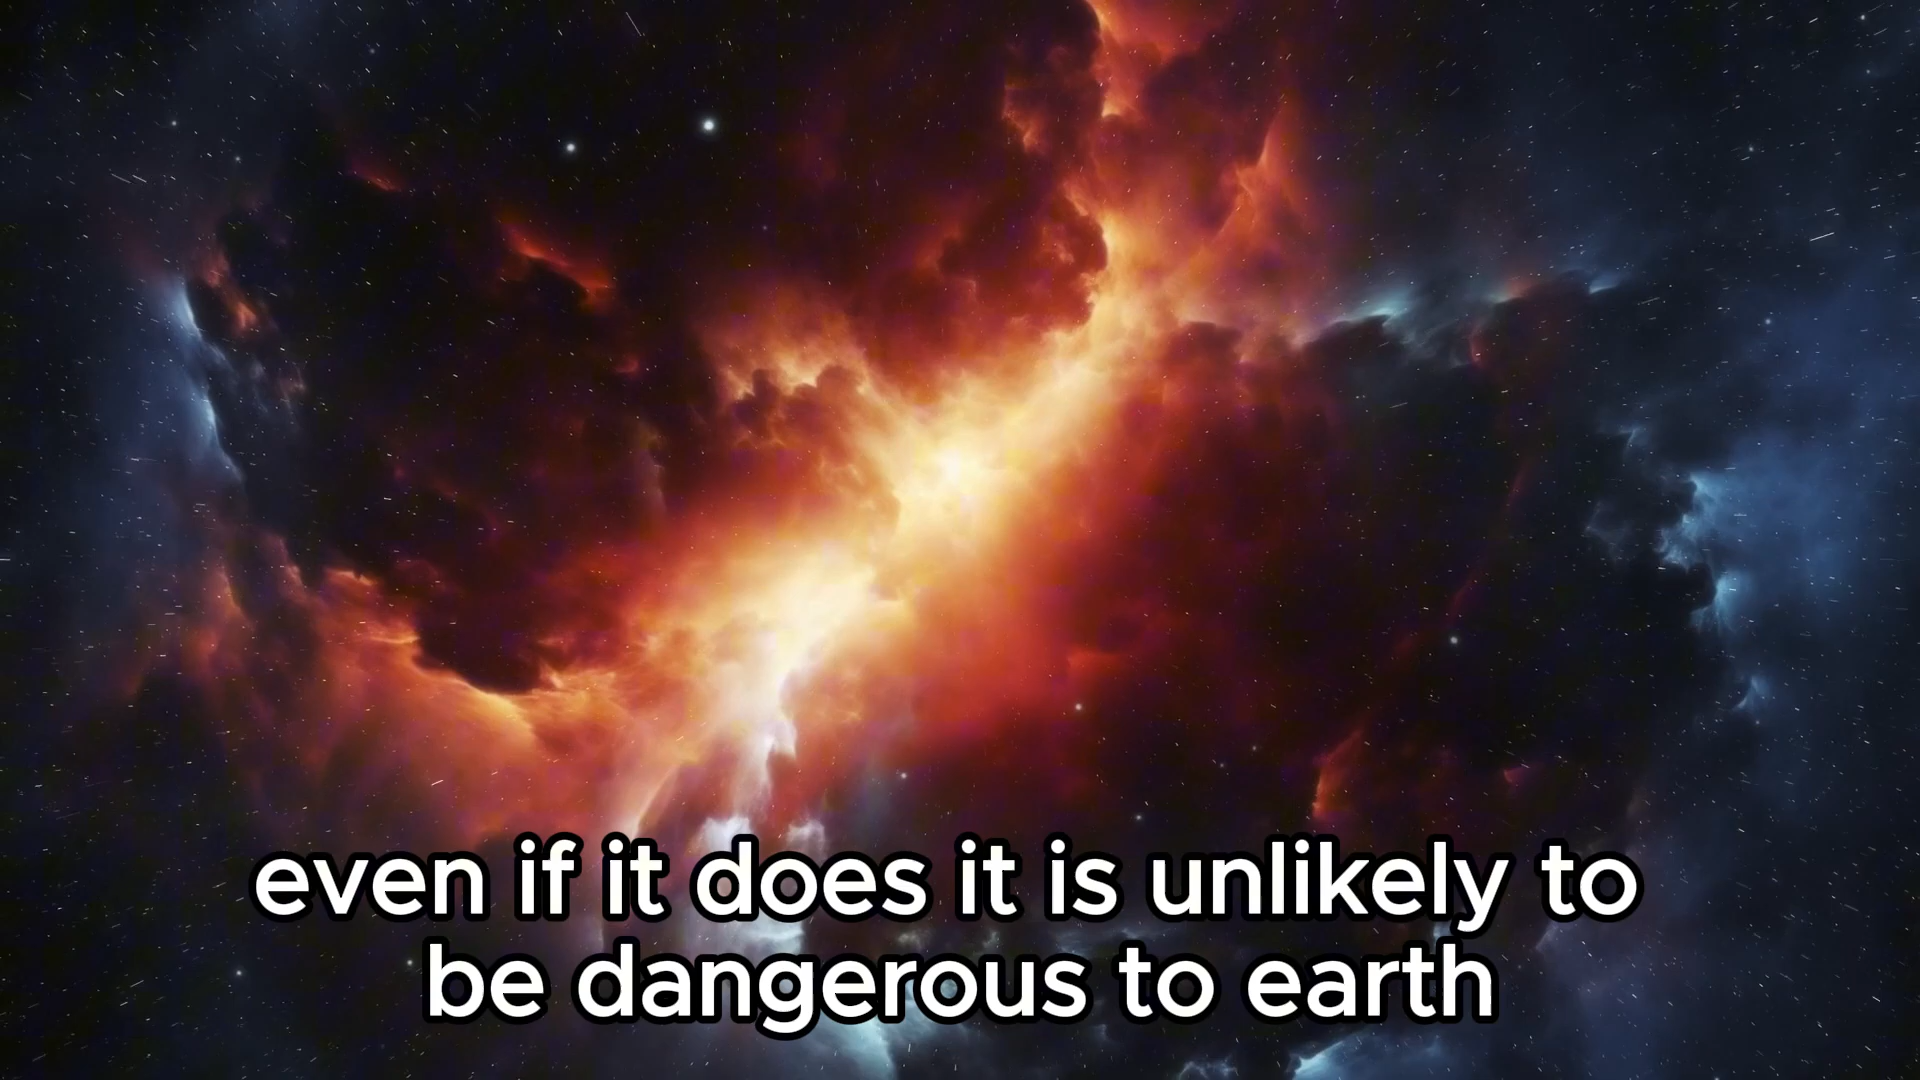 even if it does it is unlikely to
be dangerous to earth